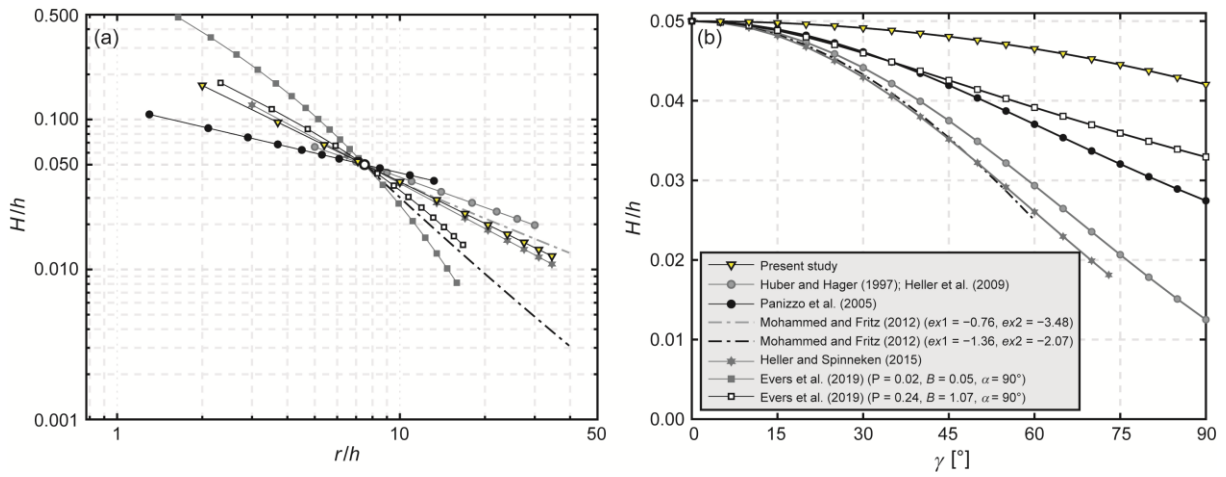 (a)
0.500
0.100
0.050
0.010
0.001
H/h
1
10
50
r/h
(b)
0.05
0.04
0.03
0.02
0.01
0.00
H/h
Present study
Huber and Hager (1997); Heller et al. (2009)
Panizzo et al. (2005)
Mohammed and Fritz (2012) (ex1 = −0.76, ex2 = −3.48)
Mohammed and Fritz (2012) (ex1 = −1.36, ex2 = −2.07)
Heller and Spinneken (2015)
Evers et al. (2019) (P = 0.02, B = 0.05, α = 90°)
Evers et al. (2019) (P = 0.24, B = 1.07, α = 90°)
0
15
30
45
60
75
90
γ [°]